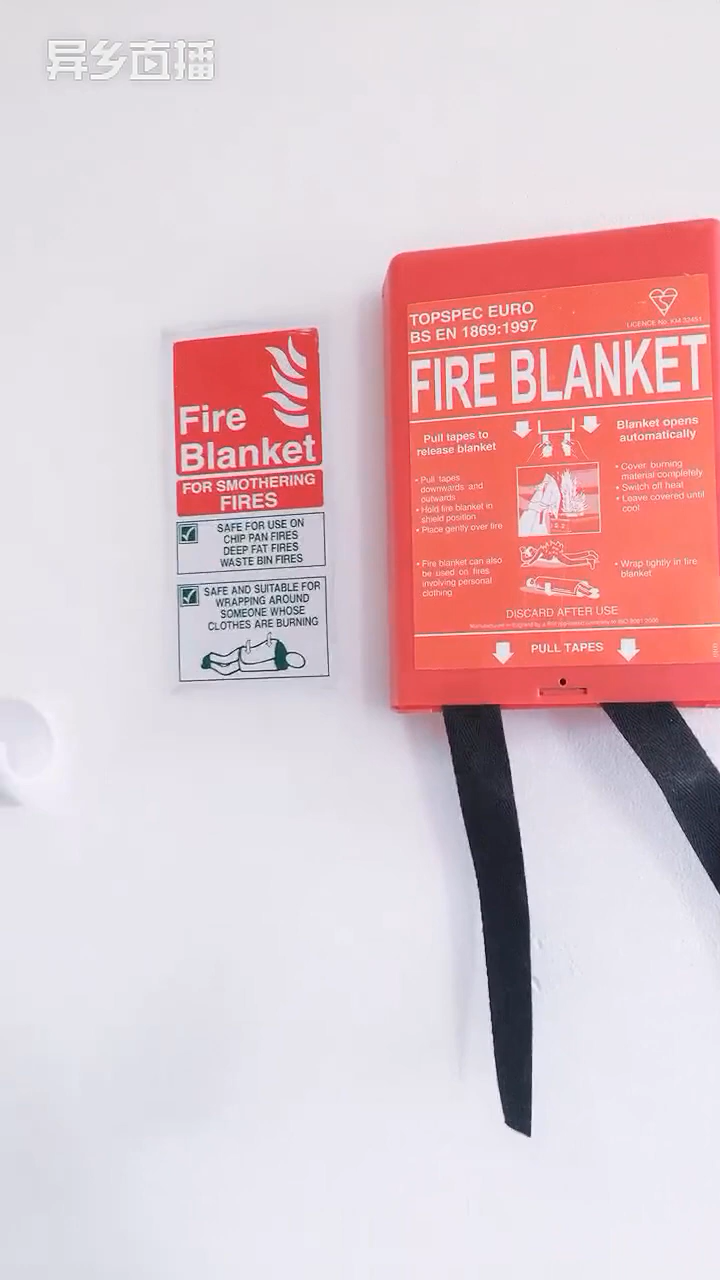 异乡直播
Fire
Blanket
FOR SMOTHERING
FIRES
SAFE FOR USE ON
CHIP PAN FIRES
DEEP FAT FIRES
WASTE BIN FIRES
SAFE AND SUITABLE FOR
WRAPPING AROUND
SOMEONE WHOSE
CLOTHES ARE BURNING
TOPSPEC EURO
BS EN 1869:1997
FIRE BLANKET
Pull tapes to
release blanket
• Pull tapes
downwards and
outwards
• Hold fire blanket in
shield position
• Place gently over fire
• Fire blanket can also
be used on fires
involving personal
clothing
Blanket opens
automatically
• Cover burning
material completely
• Switch off heat
• Leave covered until
cool
• Wrap tightly in fire
blanket
DISCARD AFTER USE
PULL TAPES